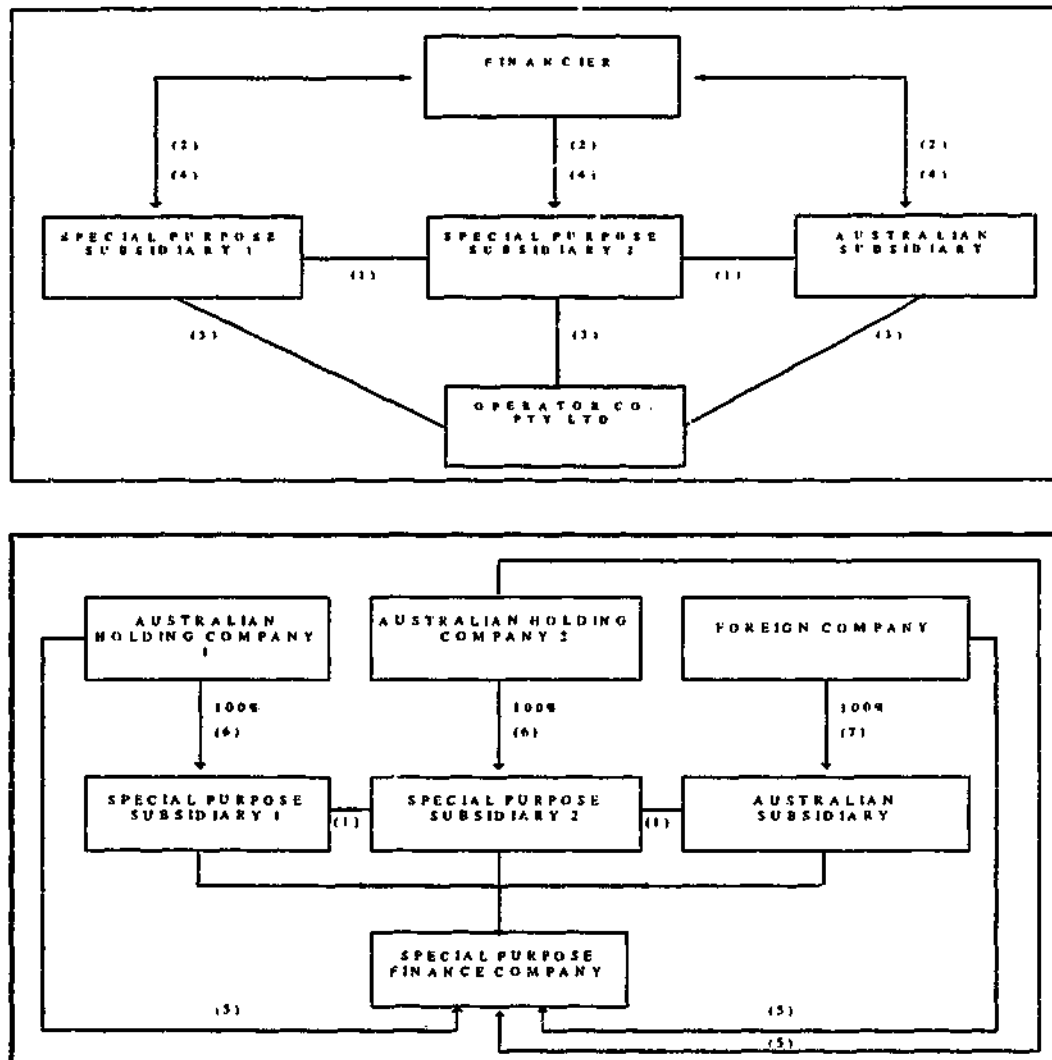 FINANCIER
(2)
(4)
(2)
(4)
(2)
(4)
SPECIAL PURPOSE
SUBSIDIARY 1
(1)
SPECIAL PURPOSE
SUBSIDIARY 2
(1)
AUSTRALIAN
SUBSIDIARY
(3)
(3)
(3)
OPERATOR CO.
PTY LTD
AUSTRALIAN
HOLDING COMPANY
1
AUSTRALIAN HOLDING
COMPANY 2
FOREIGN COMPANY
100%
(6)
100%
(6)
100%
(7)
SPECIAL PURPOSE
SUBSIDIARY 1
(1)
SPECIAL PURPOSE
SUBSIDIARY 2
(1)
AUSTRALIAN
SUBSIDIARY
SPECIAL PURPOSE
FINANCE COMPANY
(5)
(5)
(5)